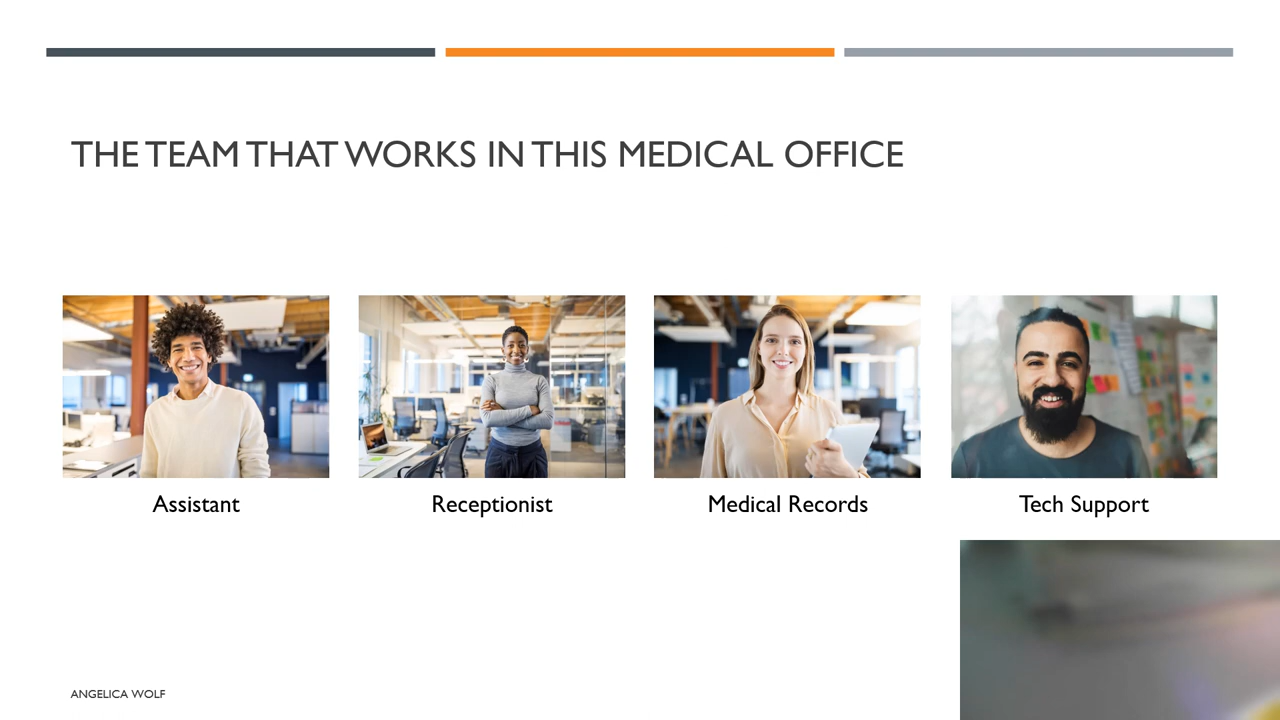 THE TEAM THAT WORKS IN THIS MEDICAL OFFICE
Assistant
Receptionist
Medical Records
Tech Support
ANGELICA WOLF